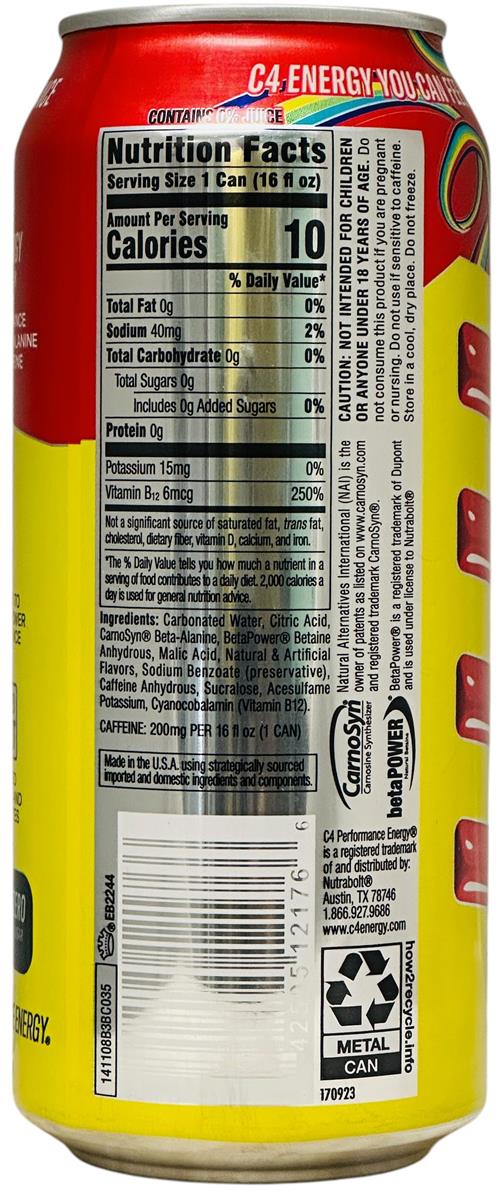 C4 ENERGY YOU CAN FEEL
CONTAINS 0% JUICE
Nutrition Facts
Serving Size 1 Can (16 fl oz)
Amount Per Serving
Calories 10
% Daily Value*
Total Fat 0g 0%
Sodium 40mg 2%
Total Carbohydrate 0g 0%
Total Sugars 0g
Includes 0g Added Sugars 0%
Protein 0g
Potassium 15mg 0%
Vitamin B12 6mcg 250%
Not a significant source of saturated fat, trans fat,
cholesterol, dietary fiber, vitamin D, calcium, and iron.
*The % Daily Value tells you how much a nutrient in a
serving of food contributes to a daily diet. 2,000 calories a
day is used for general nutrition advice.
Ingredients: Carbonated Water, Citric Acid,
CarnoSyn® Beta-Alanine, BetaPower® Betaine
Anhydrous, Malic Acid, Natural & Artificial
Flavors, Sodium Benzoate (preservative),
Caffeine Anhydrous, Sucralose, Acesulfame
Potassium, Cyanocobalamin (Vitamin B12).
CAFFEINE: 200mg PER 16 fl oz (1 CAN)
Made in the U.S.A. using strategically sourced
imported and domestic ingredients and components.
CAUTION: NOT INTENDED FOR CHILDREN
OR ANYONE UNDER 18 YEARS OF AGE. Do
not consume this product if you are pregnant
or nursing. Do not use if sensitive to caffeine.
Store in a cool, dry place. Do not freeze.
Natural Alternatives International (NAI) is the
owner of patents as listed on www.carnosyn.com
and registered trademark CarnoSyn®.
BetaPower® is a registered trademark of Dupont
and is used under license to Nutrabolt®
CarnoSyn®
Carnosine Synthesizer
betaPOWER
Natural Betaine
C4 Performance Energy®
is a registered trademark
of and distributed by:
Nutrabolt®
Austin, TX 78746
1.866.927.9686
www.c4energy.com
METAL
CAN
how2recycle.info
170923
®EB2244
141108B3BC035
12176 6
ENERGY®